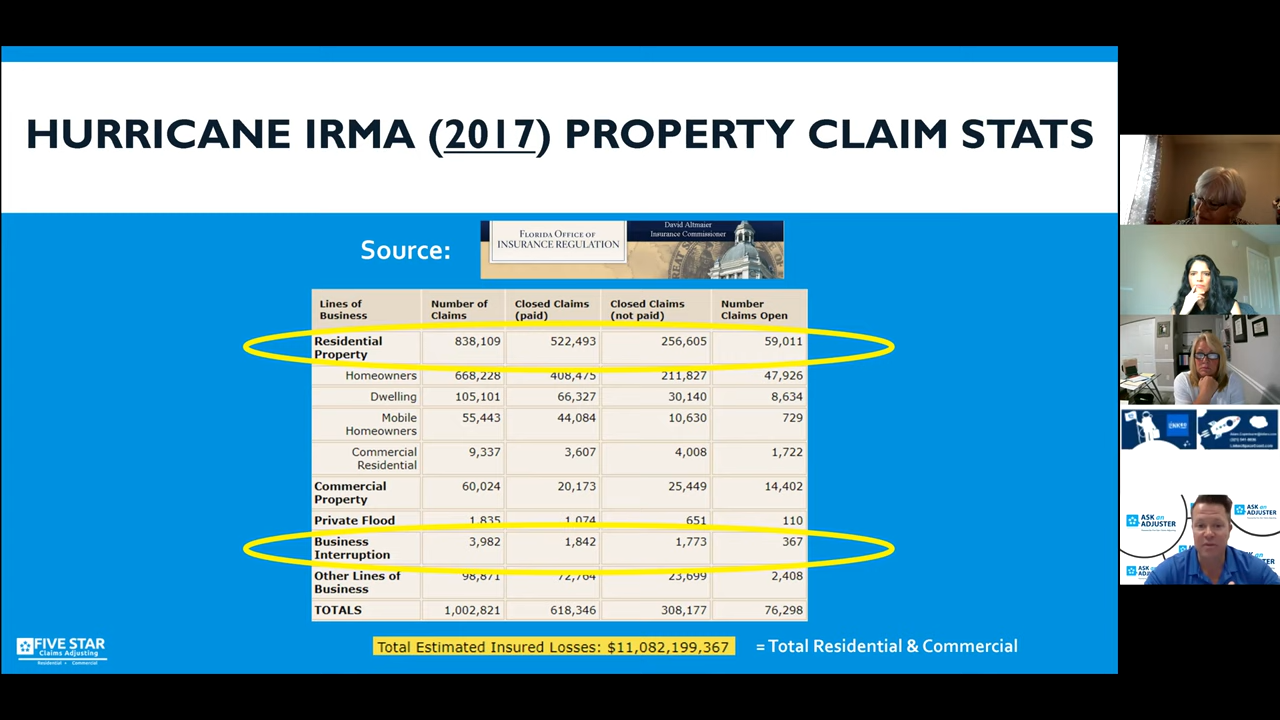 HURRICANE IRMA (2017) PROPERTY CLAIM STATS
Source:
FLORIDA OFFICE OF
INSURANCE REGULATION
David Altmaier
Insurance Commissioner
Lines of Business Number of Claims Closed Claims (paid) Closed Claims (not paid) Number Claims Open
Residential Property 838,109 522,493 256,605 59,011
Homeowners 668,228 408,475 211,827 47,926
Dwelling 105,101 66,327 30,140 8,634
Mobile Homeowners 55,443 44,084 10,630 729
Commercial Residential 9,337 3,607 4,008 1,722
Commercial Property 60,024 20,173 25,449 14,402
Private Flood 1,835 1,074 651 110
Business Interruption 3,982 1,842 1,773 367
Other Lines of Business 98,871 72,764 23,699 2,408
TOTALS 1,002,821 618,346 308,177 76,298
Total Estimated Insured Losses: $11,082,199,367
= Total Residential & Commercial
FIVE STAR
Claims Adjusting
Residential • Commercial
ASK an
ADJUSTER
ASK an
ADJUSTER
ASK an